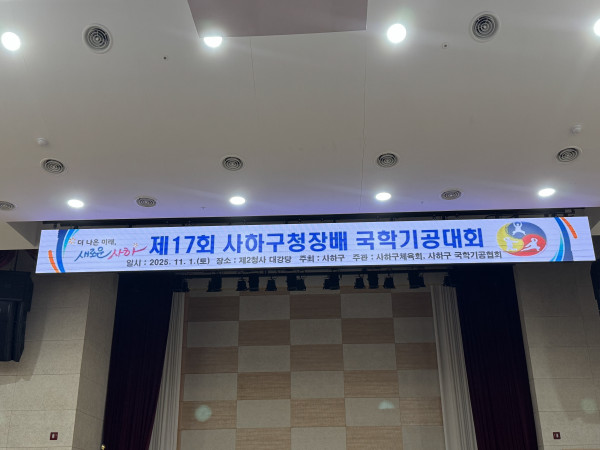 더 나은 미래,
새로운 사하
제17회 사하구청장배 국학기공대회
일시 : 2025. 11. 1.(토) 장소 : 제2청사 대강당 주최 : 사하구 주관 : 사하구체육회, 사하구 국학기공협회